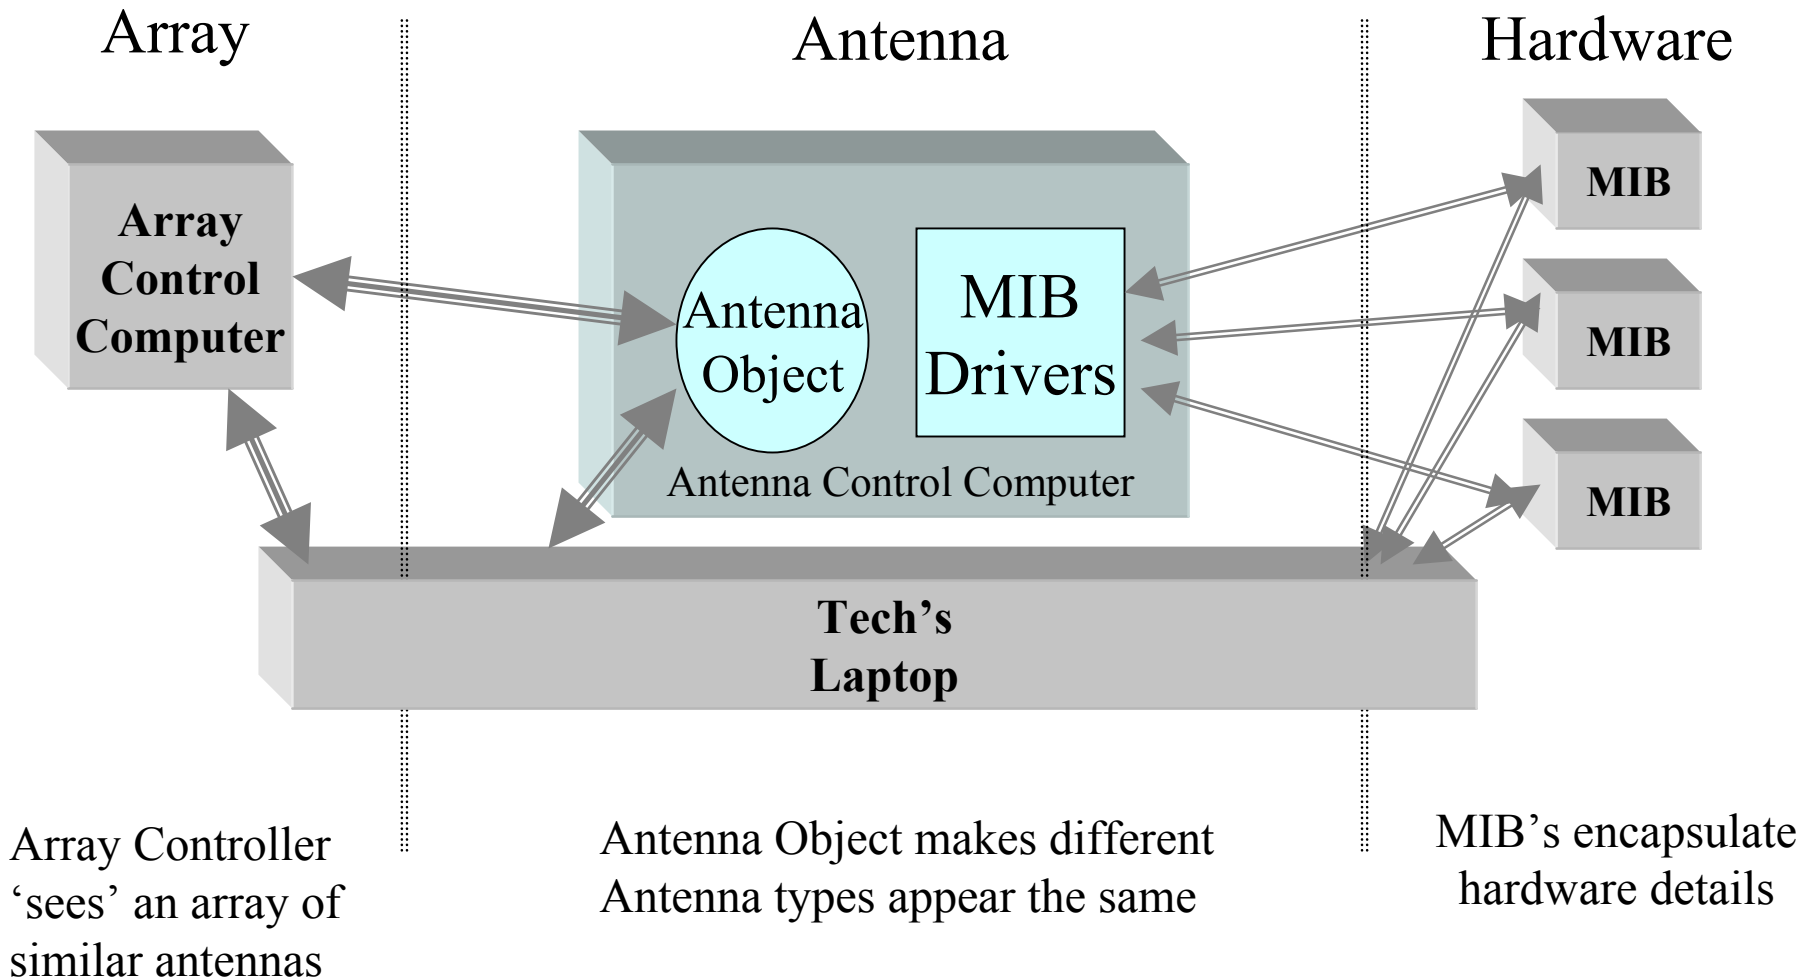 Array
Antenna
Hardware
Array
Control
Computer
Antenna
Object
MIB
Drivers
Antenna Control Computer
MIB
MIB
MIB
Tech’s
Laptop
Array Controller
‘sees’ an array of
similar antennas
Antenna Object makes different
Antenna types appear the same
MIB’s encapsulate
hardware details